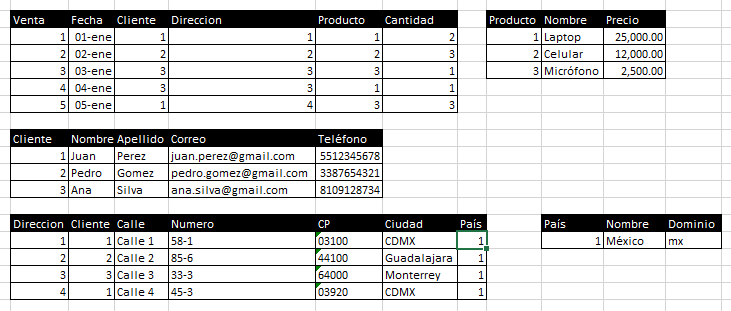 Venta Fecha Cliente Direccion Producto Cantidad
1 01-ene 1 1 1 2
2 02-ene 2 2 2 3
3 03-ene 3 3 3 1
4 04-ene 3 3 1 1
5 05-ene 1 4 3 3
Producto Nombre Precio
1 Laptop 25,000.00
2 Celular 12,000.00
3 Micrófono 2,500.00
Cliente Nombre Apellido Correo Teléfono
1 Juan Perez juan.perez@gmail.com 5512345678
2 Pedro Gomez pedro.gomez@gmail.com 3387654321
3 Ana Silva ana.silva@gmail.com 8109128734
Direccion Cliente Calle Numero CP Ciudad País
1 1 Calle 1 58-1 03100 CDMX 1
2 2 Calle 2 85-6 44100 Guadalajara 1
3 3 Calle 3 33-3 64000 Monterrey 1
4 1 Calle 4 45-3 03920 CDMX 1
País Nombre Dominio
1 México mx